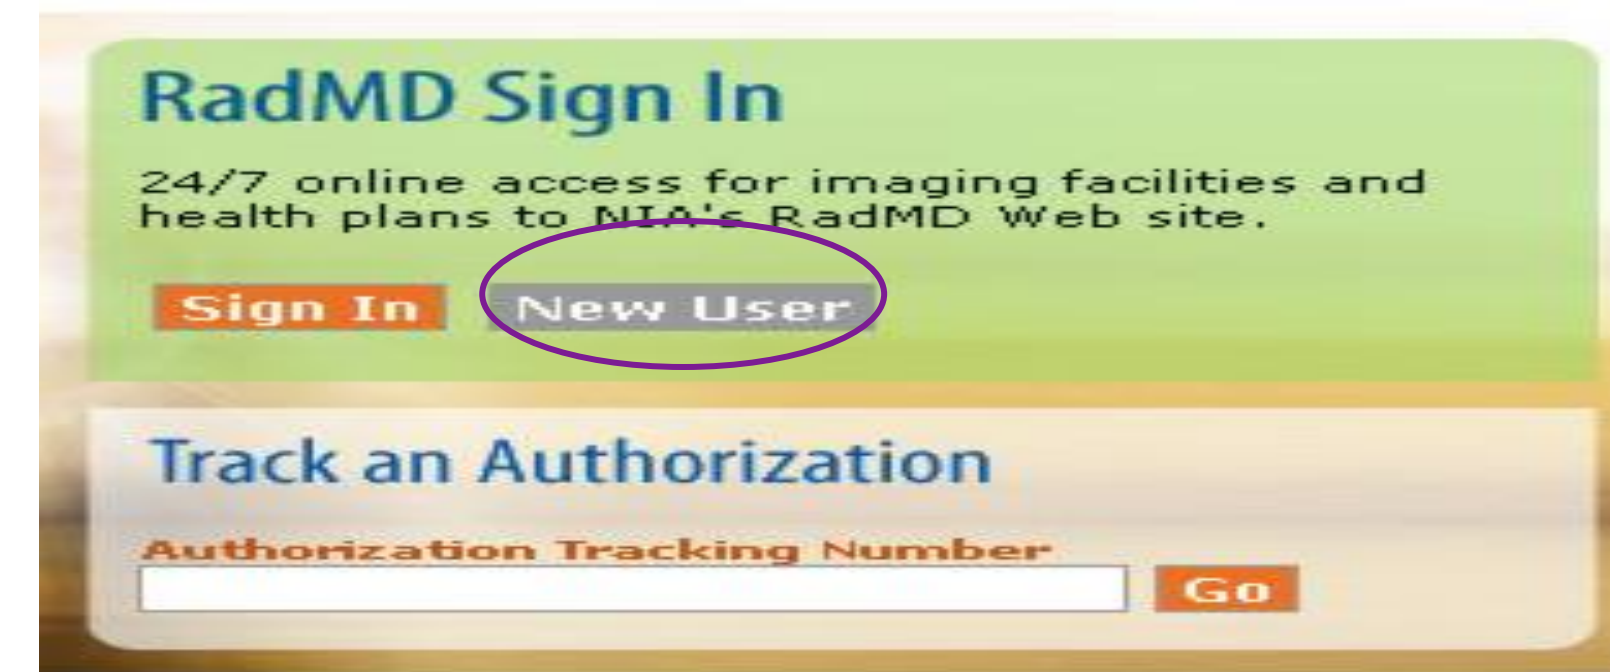 RadMD Sign In
24/7 online access for imaging facilities and
health plans to NIA's RadMD Web site.
Sign In New User
Track an Authorization
Authorization Tracking Number
Go